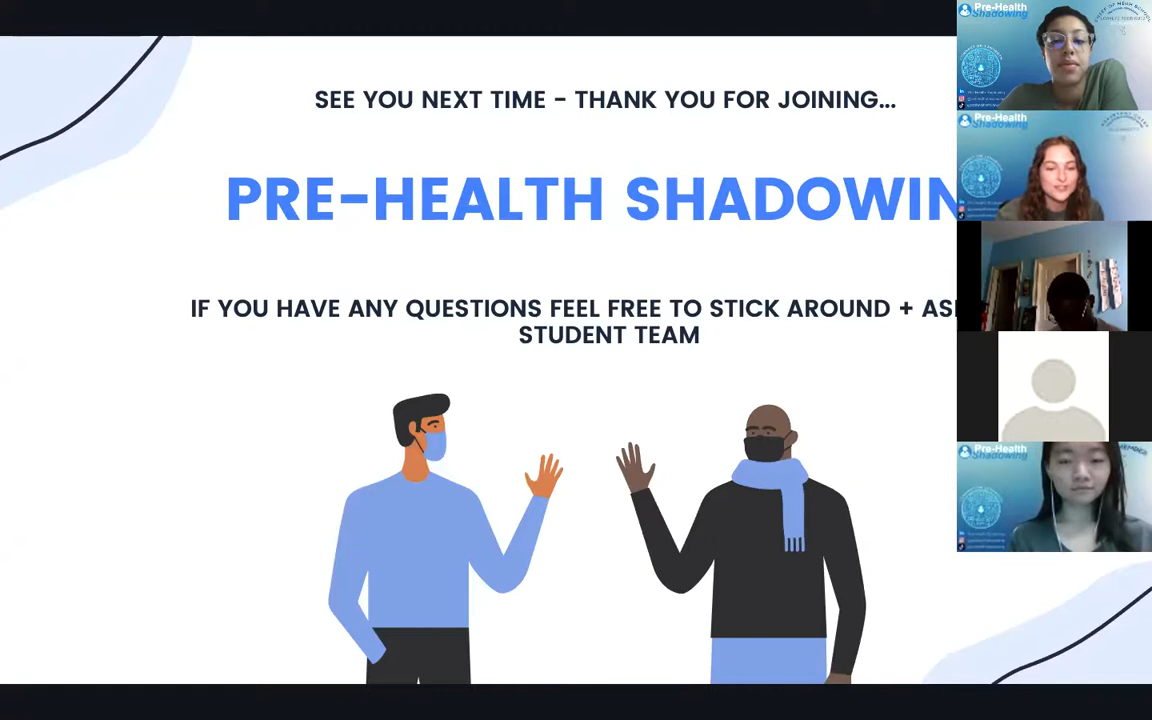 SEE YOU NEXT TIME - THANK YOU FOR JOINING...
PRE-HEALTH SHADOWIN
IF YOU HAVE ANY QUESTIONS FEEL FREE TO STICK AROUND + AS
STUDENT TEAM
Pre-Health
Shadowing
Pre-Health
Shadowing
Pre-Health
Shadowing